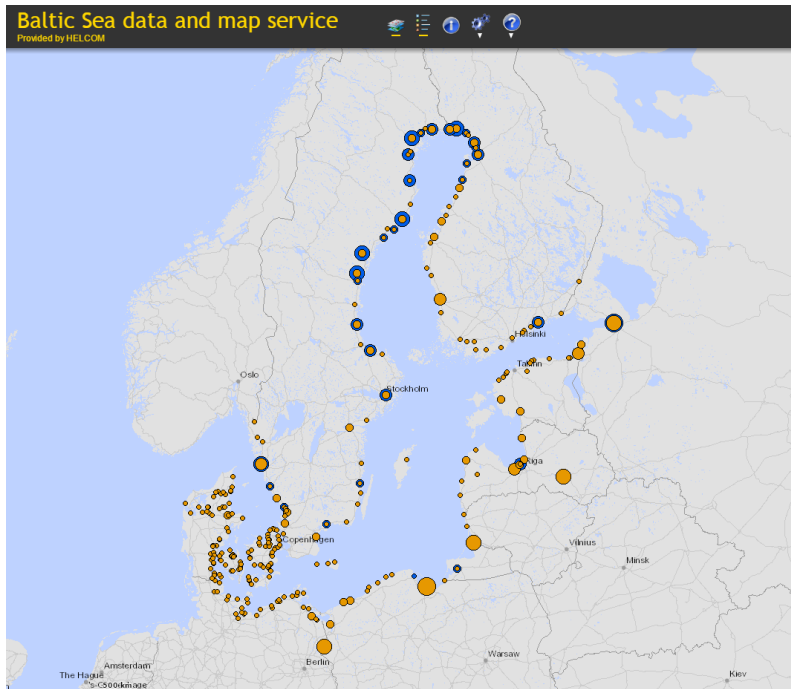 Baltic Sea data and map service
Provided by HELCOM
Oslo
Helsinki
Tallinn
Stockholm
Riga
Copenhagen
Vilnius
Minsk
Amsterdam
The Hague
Berlin
Warsaw
Kiev